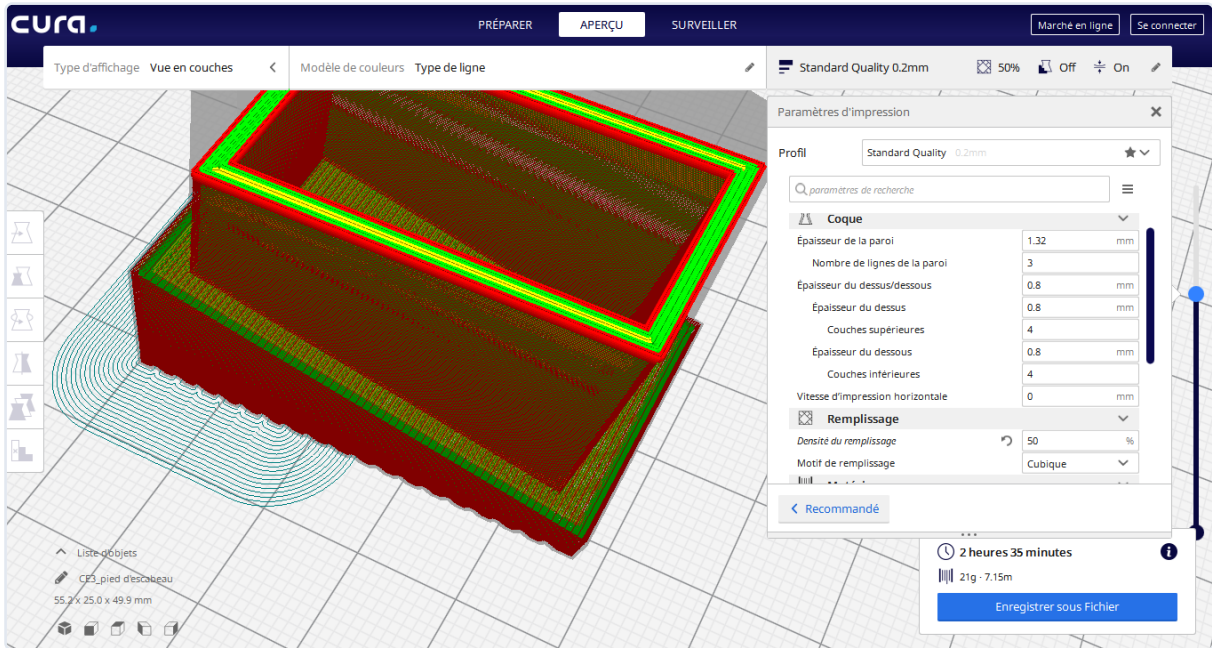 cura.
PRÉPARER APERÇU SURVEILLER Marché en ligne Se connecter
Type d'affichage Vue en couches Modèle de couleurs Type de ligne Standard Quality 0.2mm 50% Off On
Paramètres d'impression
Profil Standard Quality 0.2mm
paramètres de recherche
Coque
Épaisseur de la paroi 1.32 mm
Nombre de lignes de la paroi 3
Épaisseur du dessus/dessous 0.8 mm
Épaisseur du dessus 0.8 mm
Couches supérieures 4
Épaisseur du dessous 0.8 mm
Couches inférieures 4
Vitesse d'impression horizontale 0 mm
Remplissage
Densité du remplissage 50 %
Motif de remplissage Cubique
Recommandé
Liste d'objets
CE3_pied d'escabeau
55.2 x 25.0 x 49.9 mm
2 heures 35 minutes
21g · 7.15m
Enregistrer sous Fichier